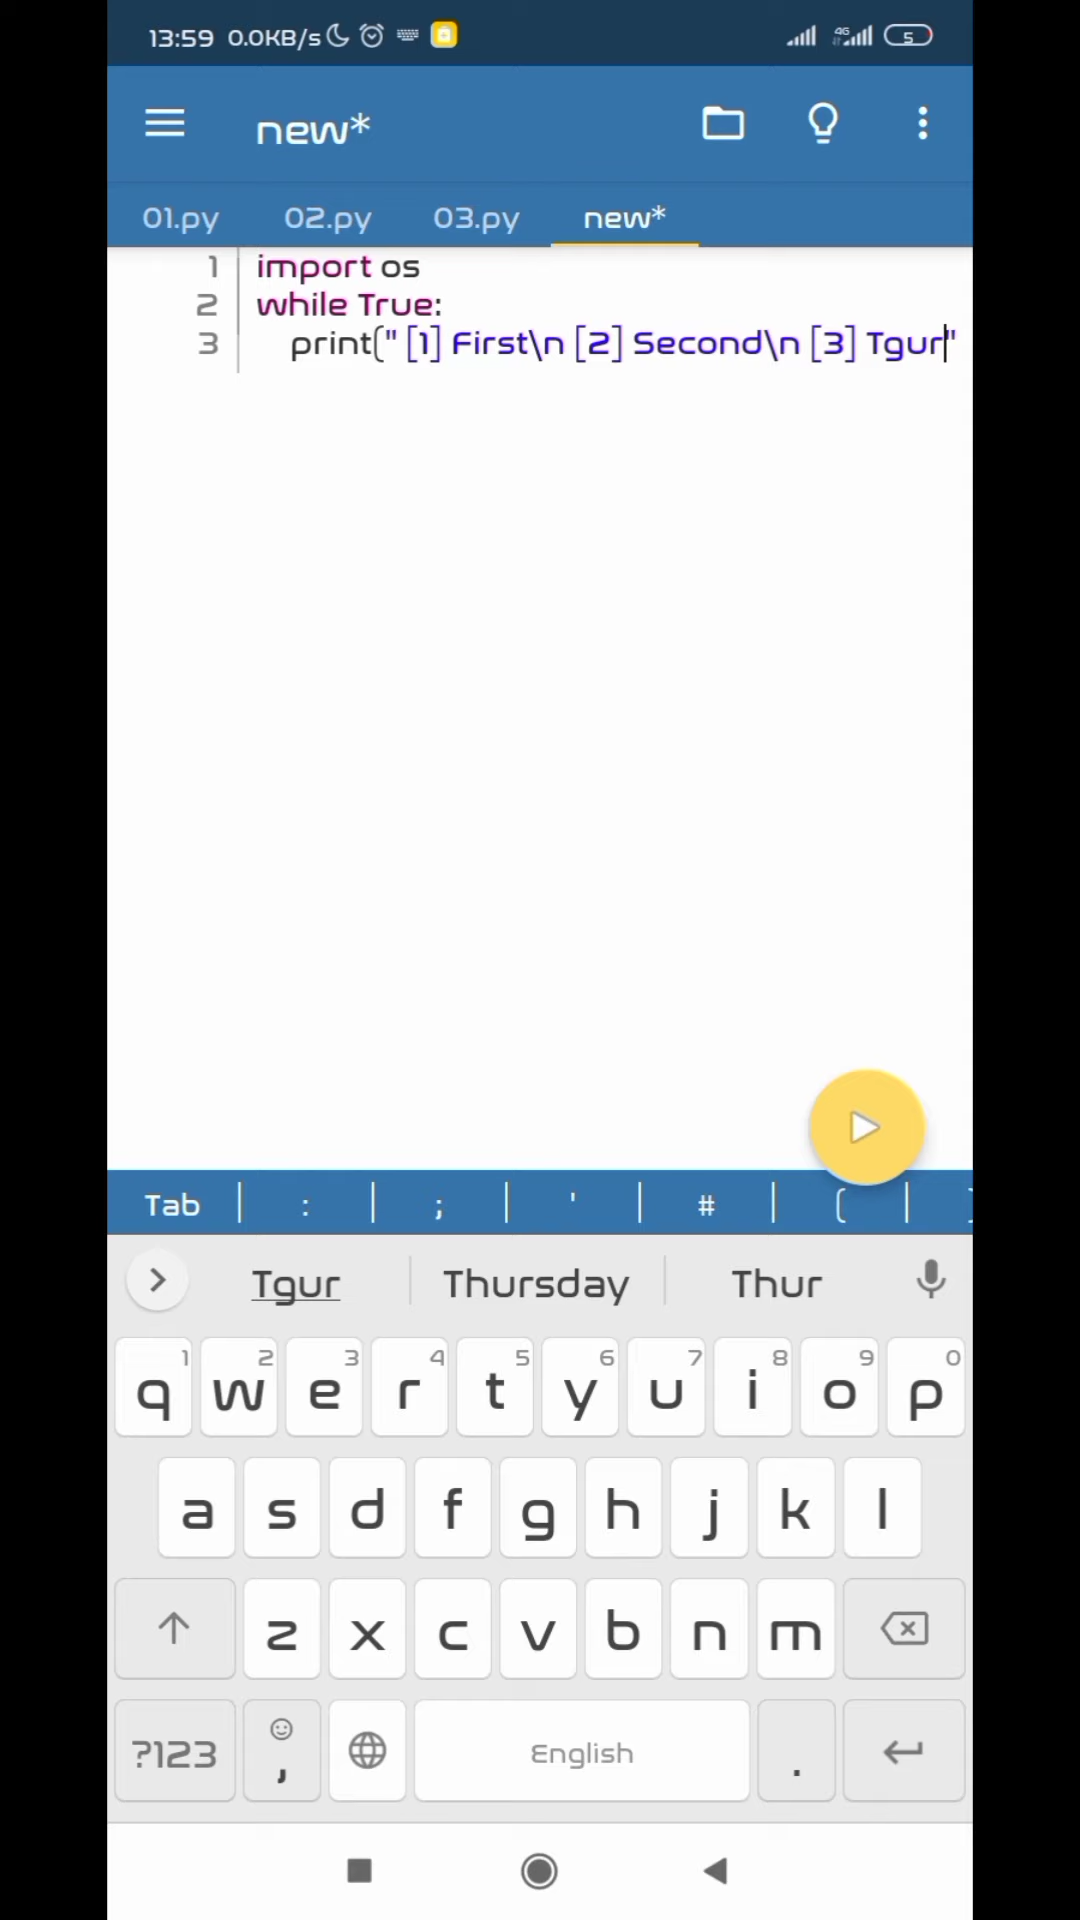 13:59 0.0KB/s 4G 5
new*
01.py 02.py 03.py new*
1 import os
2 while True:
3 print(" [1] First\n [2] Second\n [3] Tgur"
Tab : ; ' # (
Tgur Thursday Thur
1 2 3 4 5 6 7 8 9 0
q w e r t y u i o p
a s d f g h j k l
z x c v b n m
?123 , English .